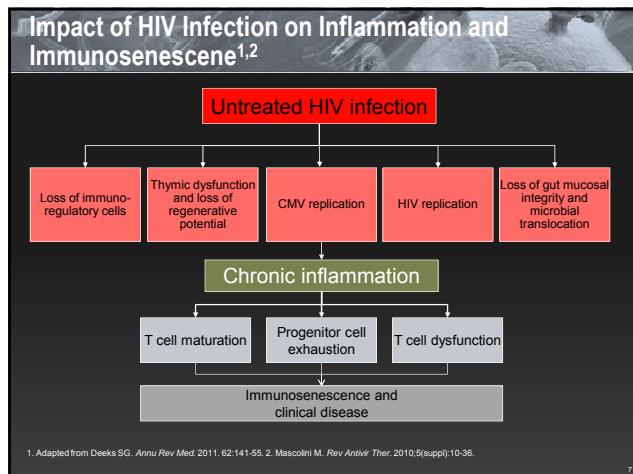 Impact of HIV Infection on Inflammation and
Immunosenescene1,2
Untreated HIV infection
Loss of immuno-
regulatory cells
Thymic dysfunction
and loss of
regenerative
potential
CMV replication
HIV replication
Loss of gut mucosal
integrity and
microbial
translocation
Chronic inflammation
T cell maturation
Progenitor cell
exhaustion
T cell dysfunction
Immunosenescence and
clinical disease
1. Adapted from Deeks SG. Annu Rev Med. 2011. 62:141-55. 2. Mascolini M. Rev Antivir Ther. 2010;5(suppl):10-36.
7